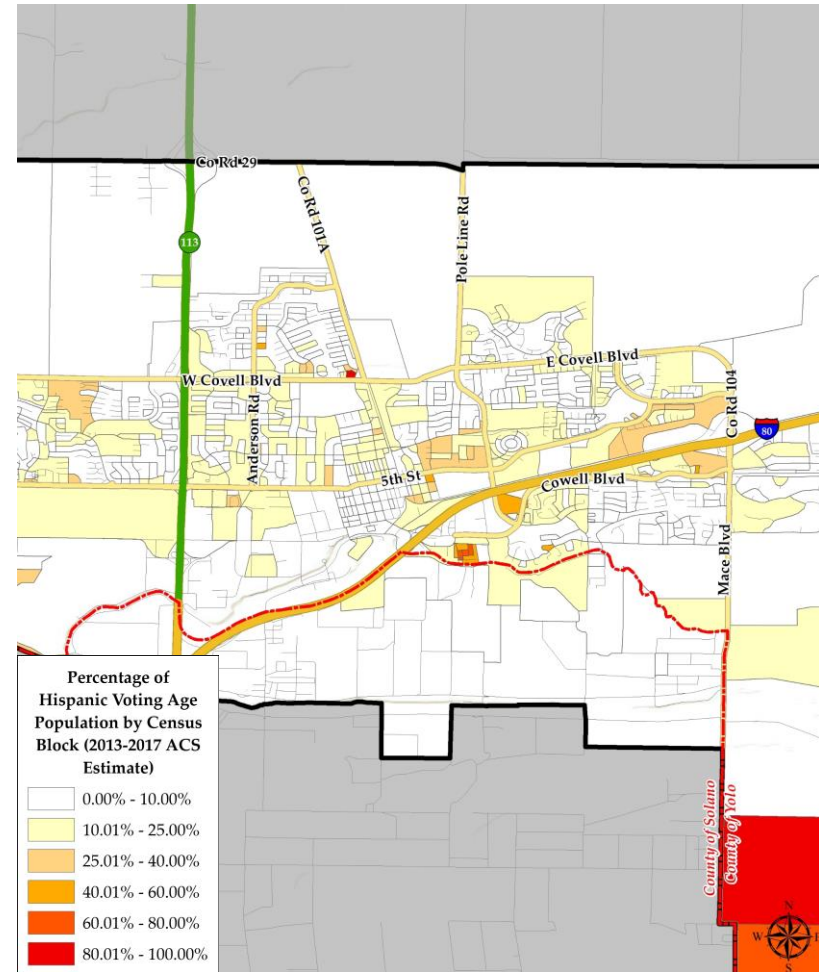 Co Rd 29
Co Rd 101A
Pole Line Rd
113
W Covell Blvd
E Covell Blvd
Anderson Rd
Co Rd 104
80
5th St
Cowell Blvd
Mace Blvd
Percentage of
Hispanic Voting Age
Population by Census
Block (2013-2017 ACS
Estimate)
0.00% - 10.00%
10.01% - 25.00%
25.01% - 40.00%
40.01% - 60.00%
60.01% - 80.00%
80.01% - 100.00%
County of Solano
County of Yolo
N
W E
S